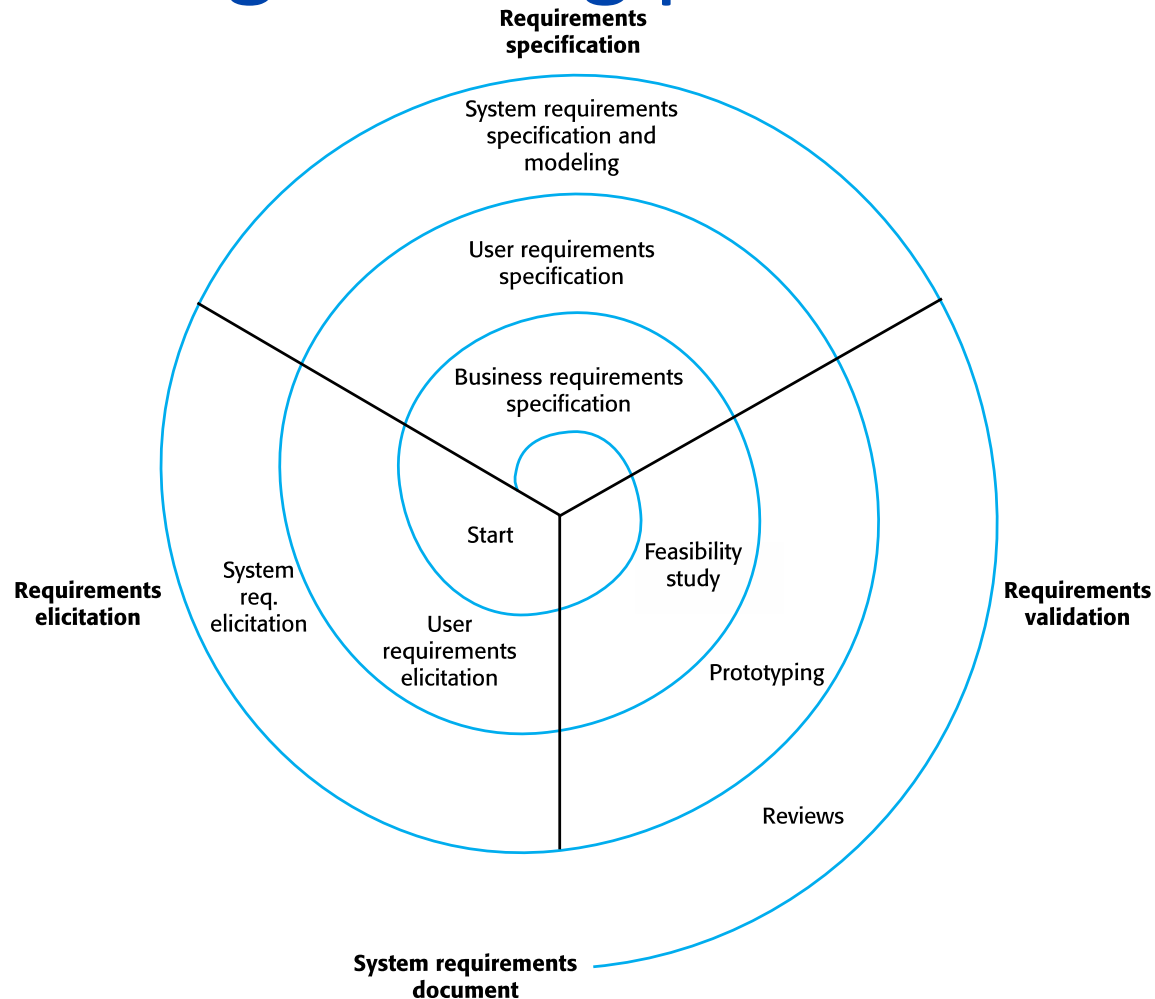 Requirements
specification
System requirements
specification and
modeling
User requirements
specification
Business requirements
specification
Start
Feasibility
study
System
req.
elicitation
Requirements
elicitation
Requirements
validation
User
requirements
elicitation
Prototyping
Reviews
System requirements
document